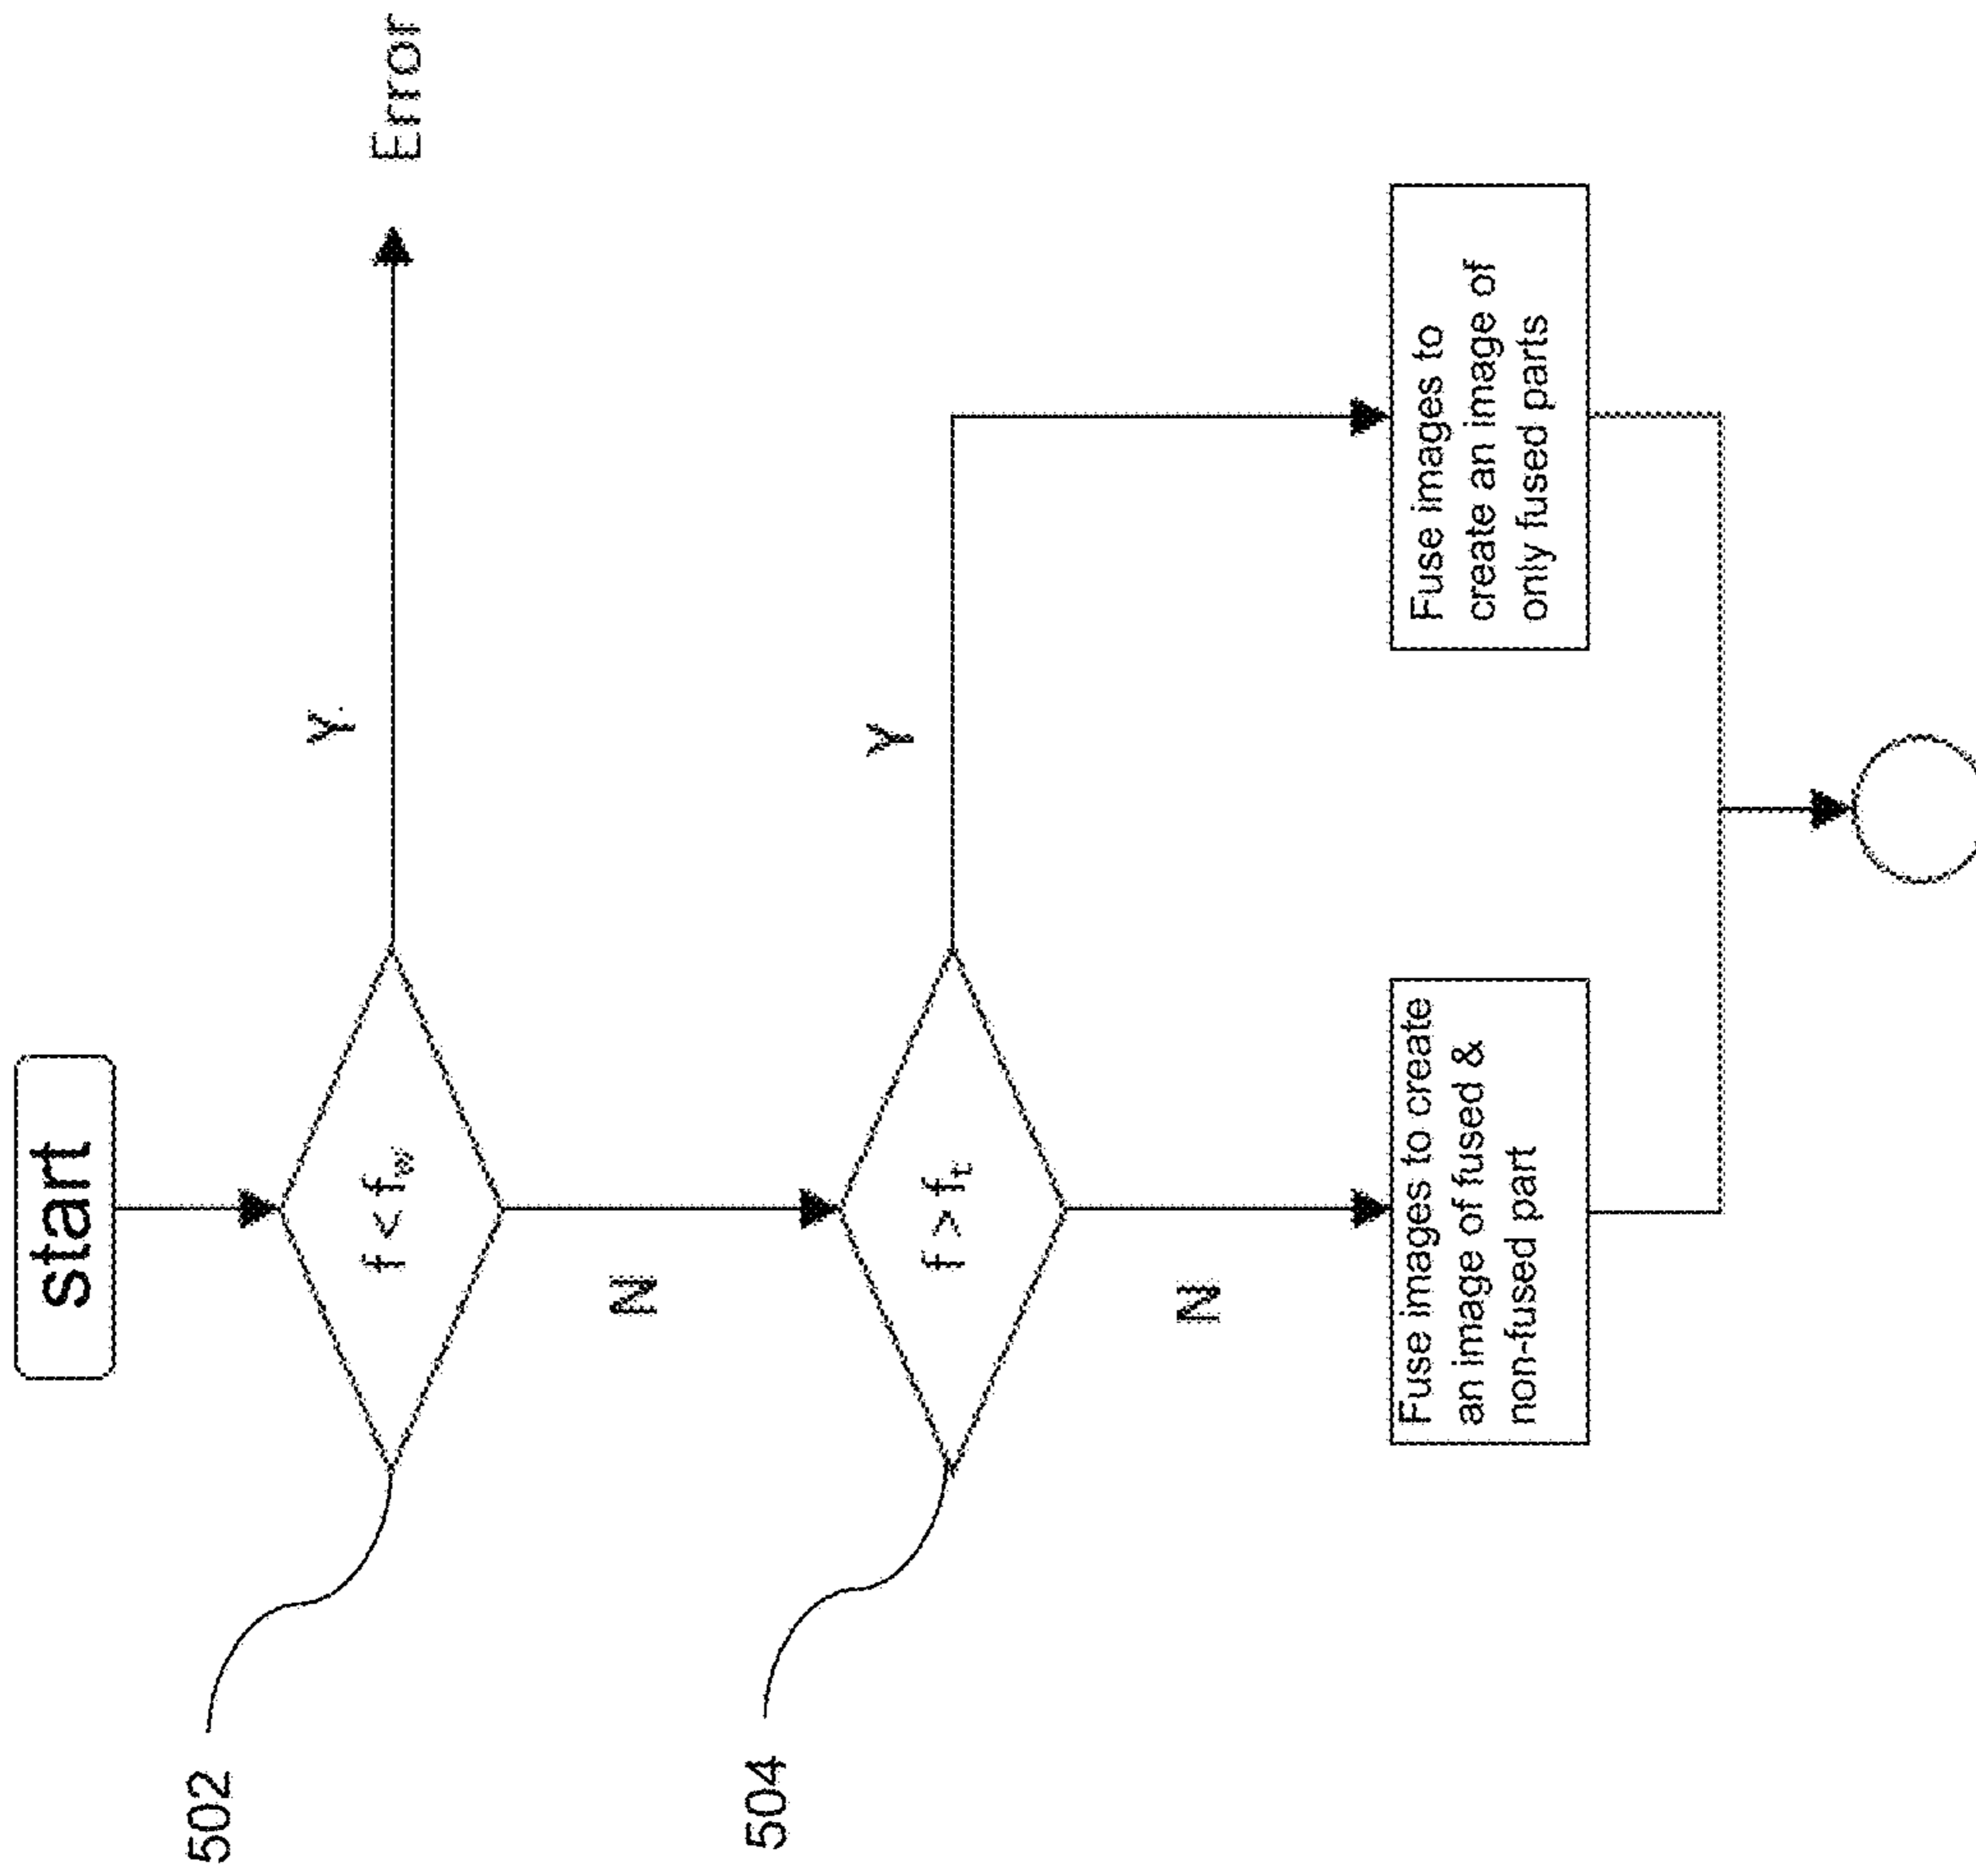 start
502
f < fw
Y
Error
N
504
f > ft
Y
N
Fuse images to create
an image of fused &
non-fused part
Fuse images to
create an image of
only fused parts